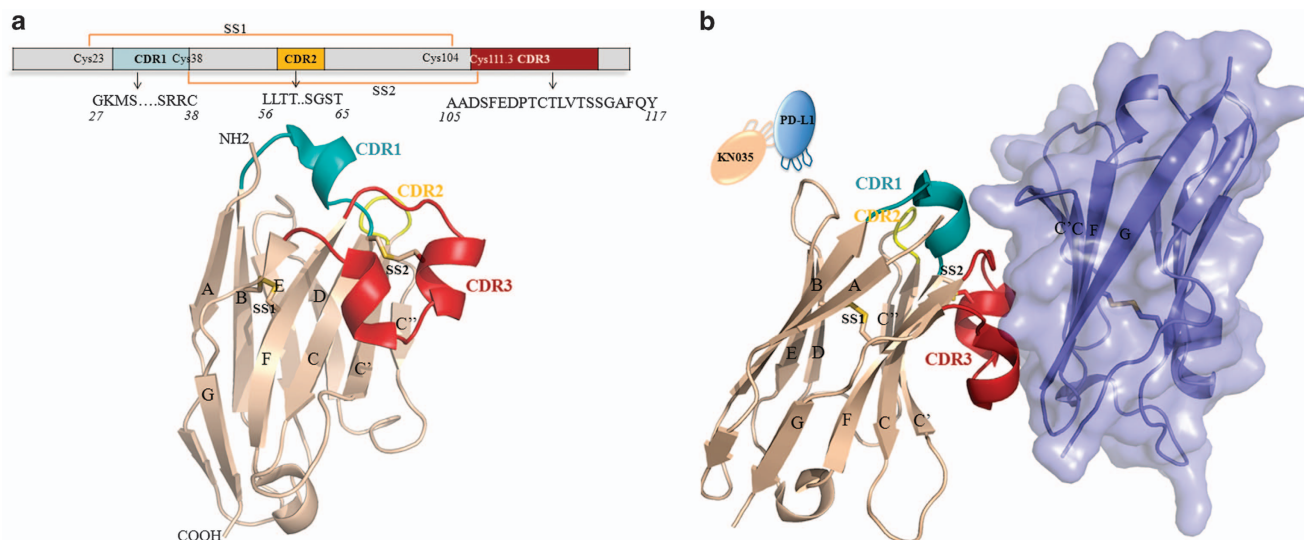 a
SS1
Cys23 CDR1 Cys38 CDR2 Cys104 Cys111.3 CDR3
SS2
GKMS....SRRC LLTT..SGST AADSFEDPTCTLVTSSGAFQY
27 38 56 65 105 117
NH2
CDR1
CDR2
SS2
CDR3
A B E D
SS1
C''
F C C'
G
COOH
b
PD-L1
KN035
CDR1
CDR2
C'C F G
SS2
B A
SS1 C''
E D
CDR3
G F C C'